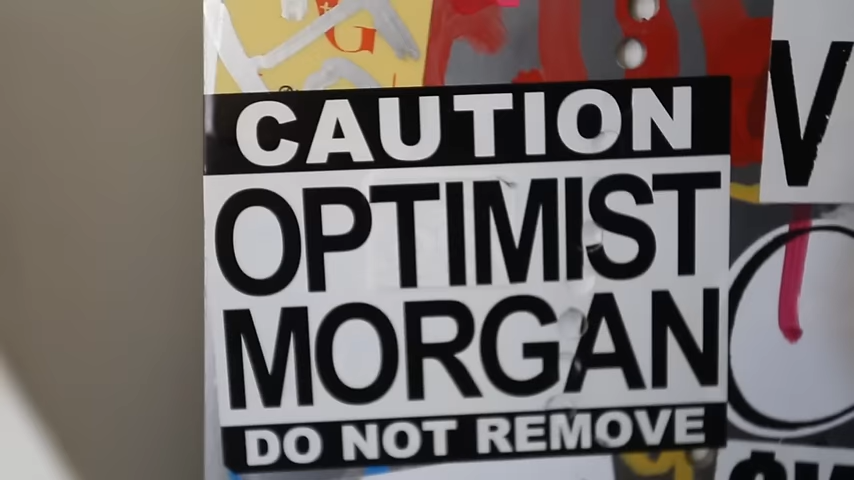 G
CAUTION
OPTIMIST
MORGAN
DO NOT REMOVE
V